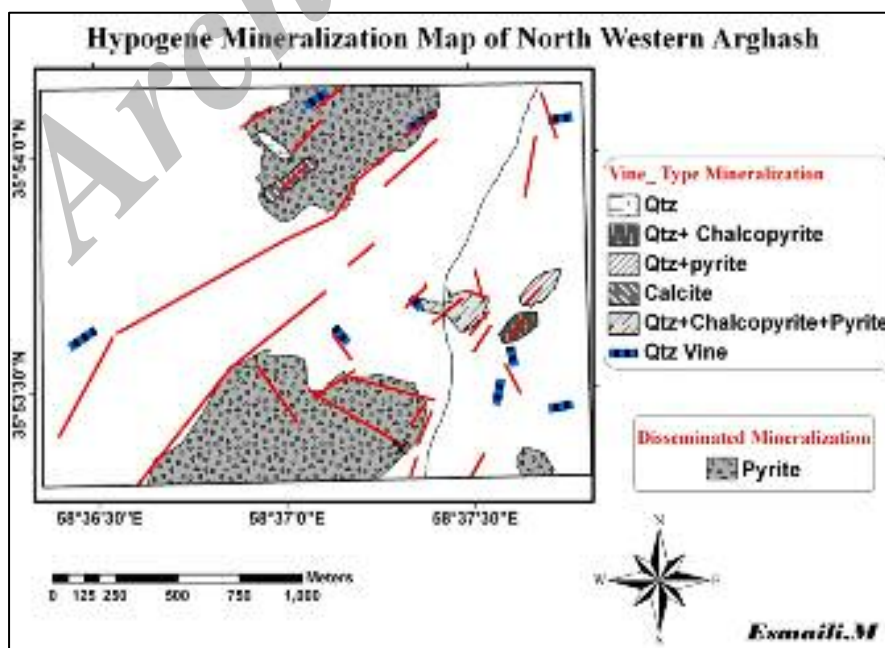 Hypogene Mineralization Map of North Western Arghash
35°54'0"N
35°53'30"N
58°36'30"E
58°37'0"E
58°37'30"E
Vine_ Type Mineralization
Qtz
Qtz+ Chalcopyrite
Qtz+pyrite
Calcite
Qtz+Chalcopyrite+Pyrite
Qtz Vine
Disseminated Mineralization
Pyrite
Meters
0 125 250 500 750 1,000
N
W E
S
Esmaili.M